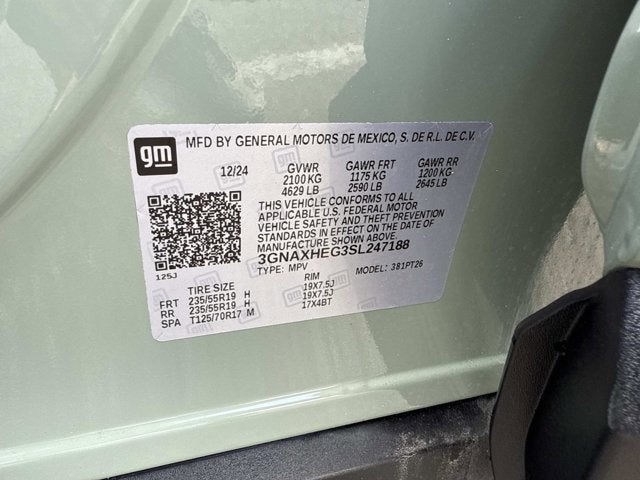 gm
MFD BY GENERAL MOTORS DE MEXICO, S. DE R.L. DE C.V.
12/24 GVWR GAWR FRT GAWR RR
2100 KG 1175 KG 1200 KG
4629 LB 2590 LB 2645 LB
THIS VEHICLE CONFORMS TO ALL
APPLICABLE U.S. FEDERAL MOTOR
VEHICLE SAFETY AND THEFT PREVENTION
STANDARDS IN EFFECT ON THE DATE OF
MANUFACTURE SHOWN ABOVE.
3GNAXHEG3SL247188
125J TYPE: MPV MODEL: 381PT26
TIRE SIZE RIM
FRT 235/55R19 H 19X7.5J
RR 235/55R19 H 19X7.5J
SPA T125/70R17 M 17X4BT